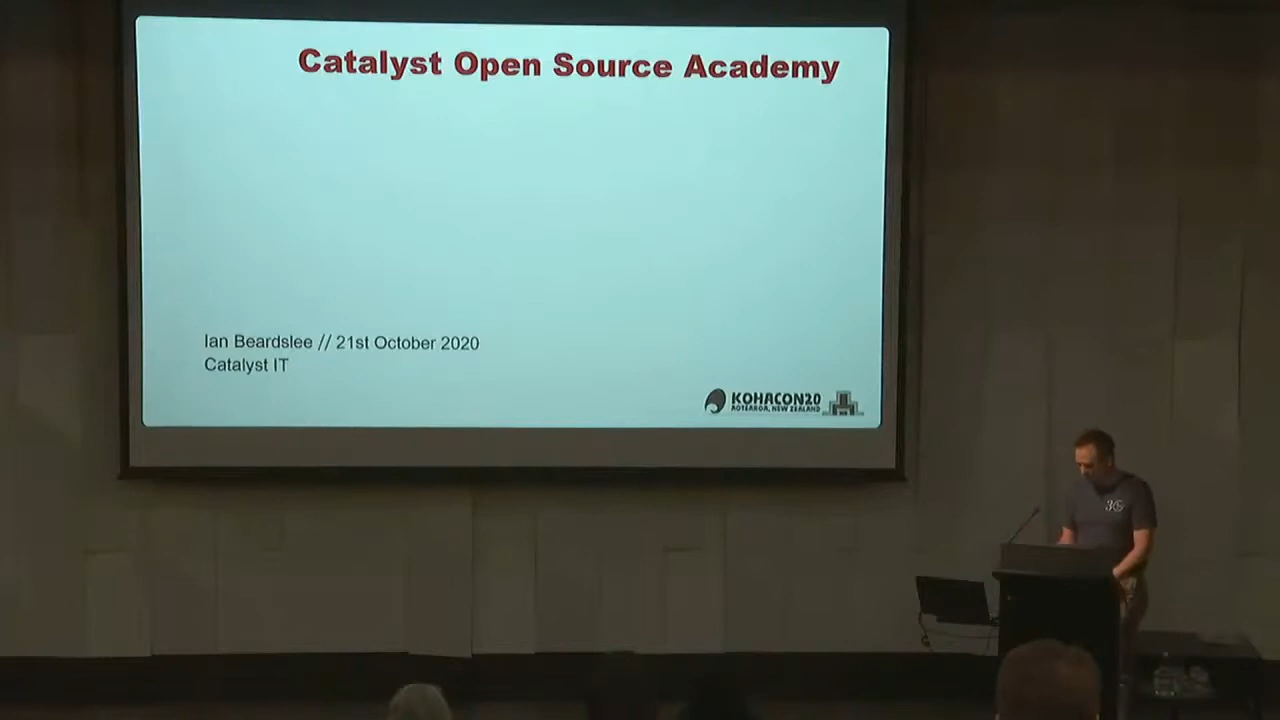 Catalyst Open Source Academy
Ian Beardslee // 21st October 2020
Catalyst IT
KOHACON20
AOTEAROA, NEW ZEALAND